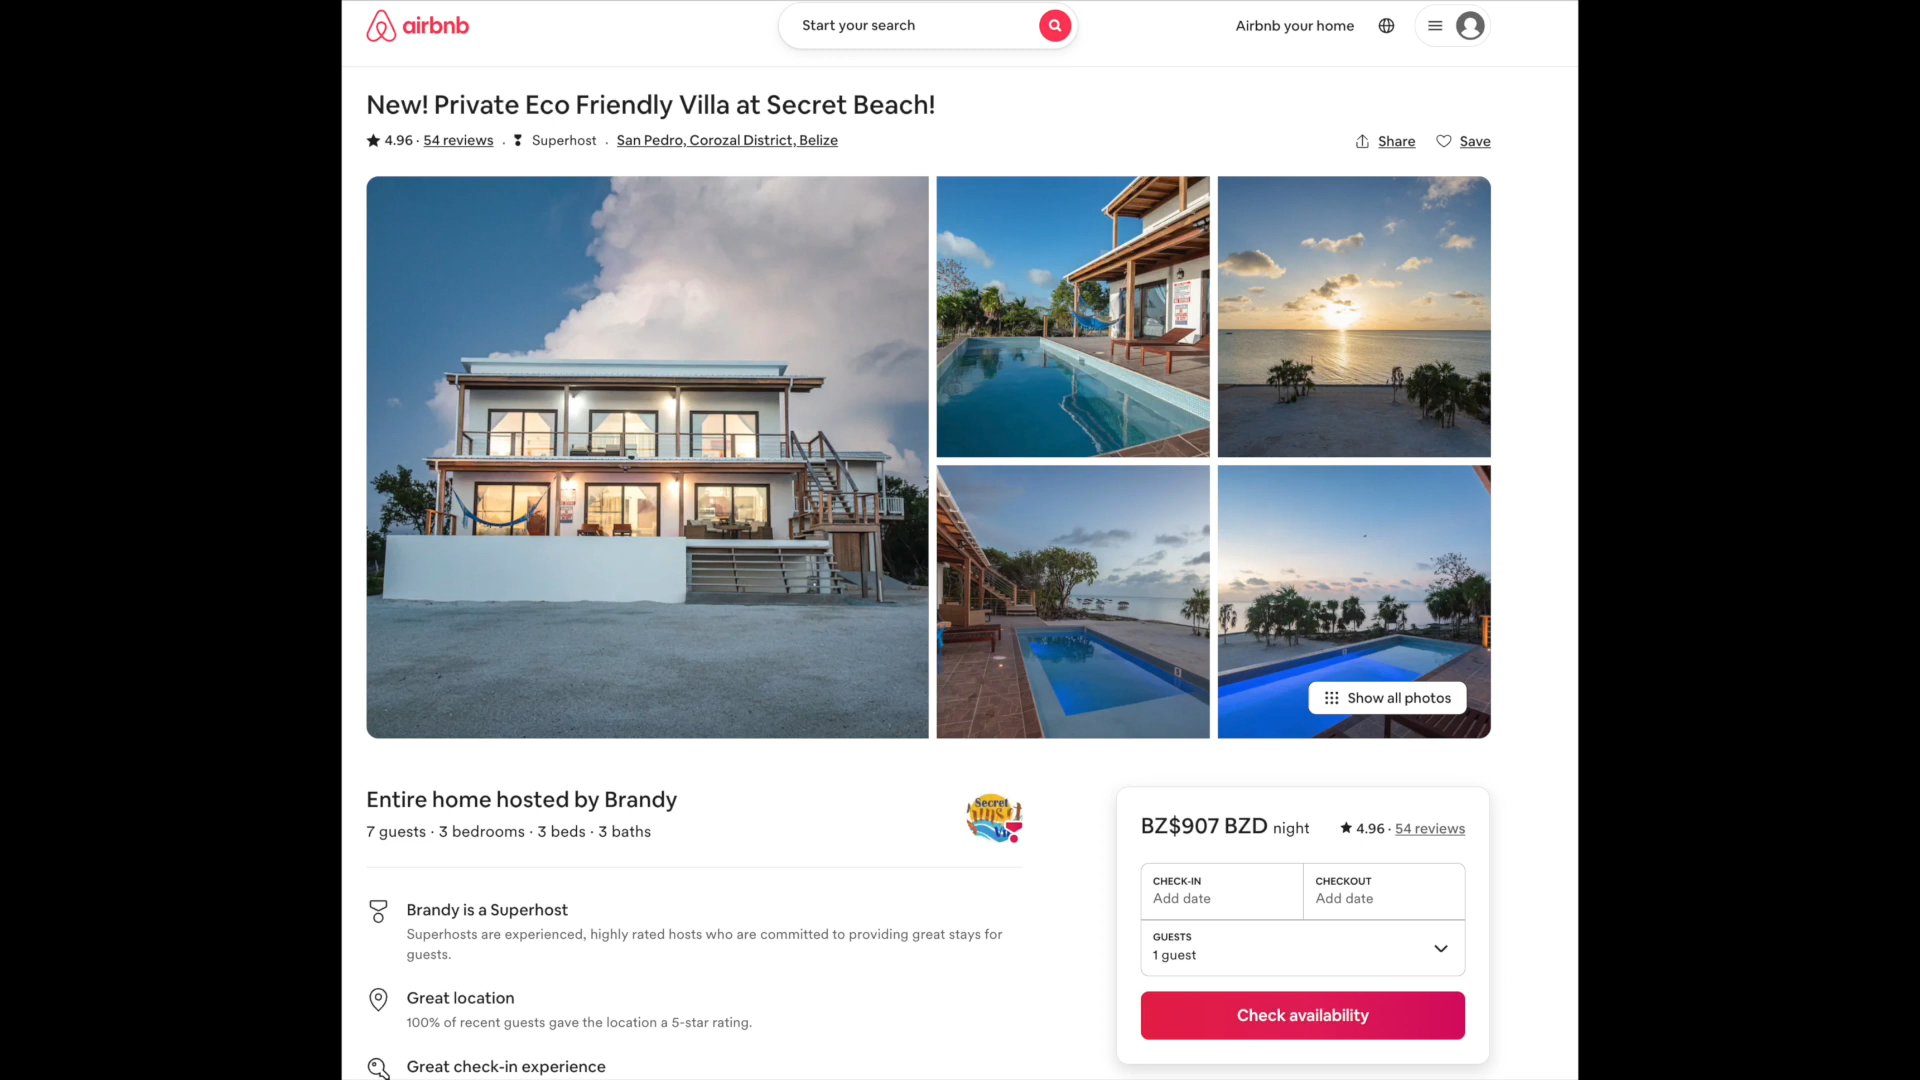 airbnb
Start your search
Airbnb your home
New! Private Eco Friendly Villa at Secret Beach!
4.96 · 54 reviews · Superhost · San Pedro, Corozal District, Belize
Share
Save
Show all photos
Entire home hosted by Brandy
7 guests · 3 bedrooms · 3 beds · 3 baths
Secret
Brandy is a Superhost
Superhosts are experienced, highly rated hosts who are committed to providing great stays for
guests.
Great location
100% of recent guests gave the location a 5-star rating.
Great check-in experience
BZ$907 BZD night
4.96 · 54 reviews
CHECK-IN
Add date
CHECKOUT
Add date
GUESTS
1 guest
Check availability